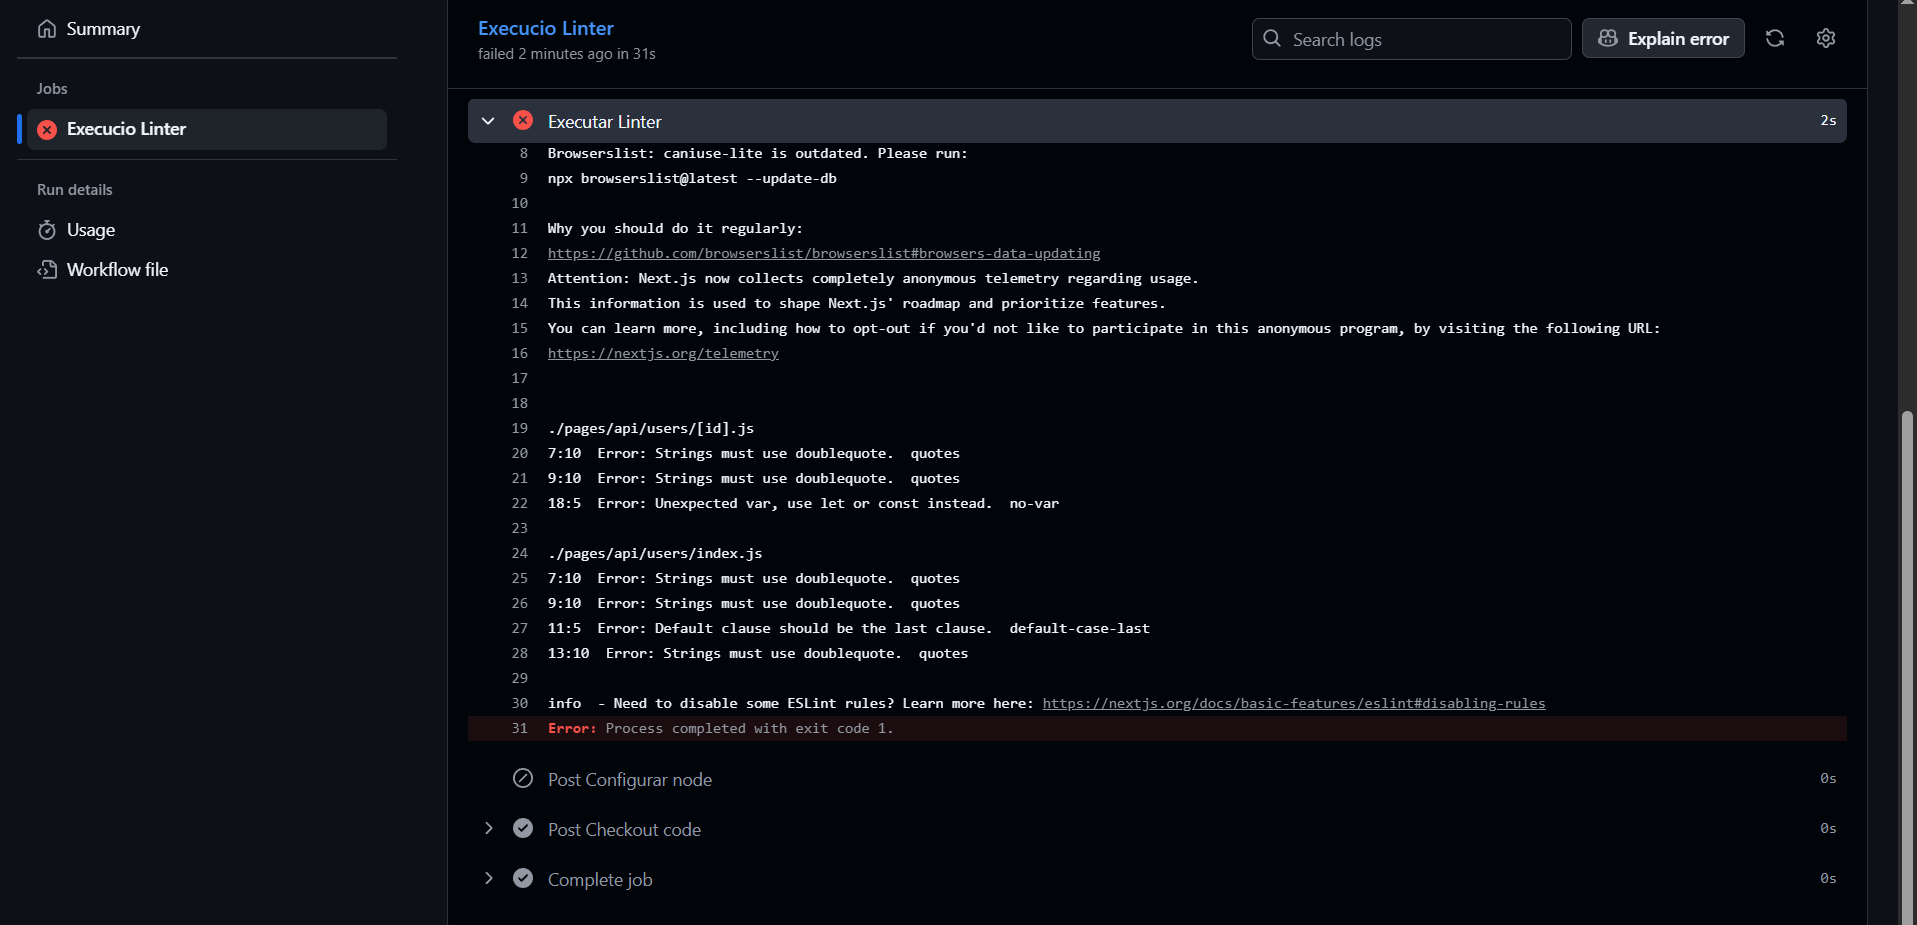 Summary
Jobs
Execucio Linter
Run details
Usage
Workflow file
Execucio Linter
failed 2 minutes ago in 31s
Search logs
Explain error
Executar Linter
2s
8 Browserslist: caniuse-lite is outdated. Please run:
9 npx browserslist@latest --update-db
10
11 Why you should do it regularly:
12 https://github.com/browserslist/browserslist#browsers-data-updating
13 Attention: Next.js now collects completely anonymous telemetry regarding usage.
14 This information is used to shape Next.js' roadmap and prioritize features.
15 You can learn more, including how to opt-out if you'd not like to participate in this anonymous program, by visiting the following URL:
16 https://nextjs.org/telemetry
17
18
19 ./pages/api/users/[id].js
20 7:10  Error: Strings must use doublequote.  quotes
21 9:10  Error: Strings must use doublequote.  quotes
22 18:5  Error: Unexpected var, use let or const instead.  no-var
23
24 ./pages/api/users/index.js
25 7:10  Error: Strings must use doublequote.  quotes
26 9:10  Error: Strings must use doublequote.  quotes
27 11:5  Error: Default clause should be the last clause.  default-case-last
28 13:10  Error: Strings must use doublequote.  quotes
29
30 info  - Need to disable some ESLint rules? Learn more here: https://nextjs.org/docs/basic-features/eslint#disabling-rules
31 Error: Process completed with exit code 1.
Post Configurar node
0s
Post Checkout code
0s
Complete job
0s